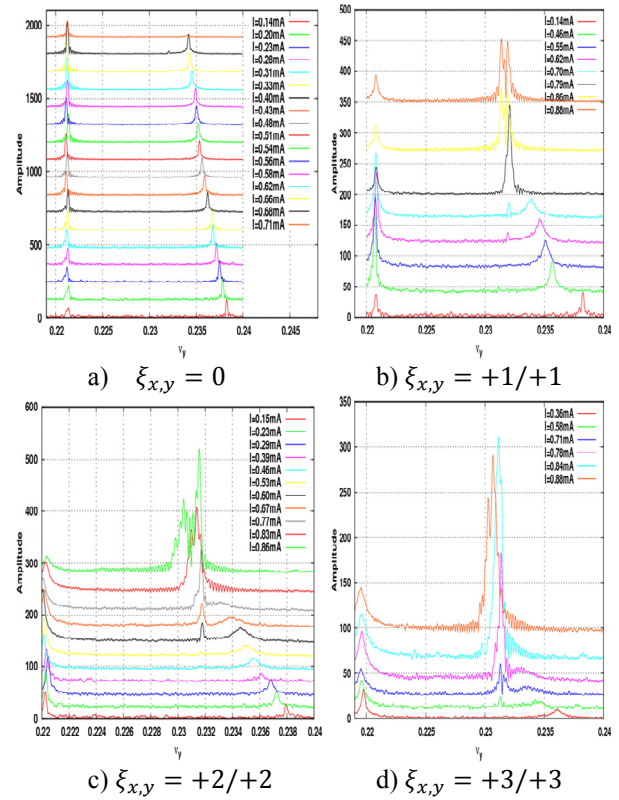 2000
1500
1000
500
0
Amplitude
I=0.14mA
I=0.20mA
I=0.23mA
I=0.28mA
I=0.31mA
I=0.33mA
I=0.40mA
I=0.43mA
I=0.48mA
I=0.51mA
I=0.54mA
I=0.56mA
I=0.58mA
I=0.62mA
I=0.66mA
I=0.68mA
I=0.71mA
0.22 0.225 0.23 0.235 0.24 0.245
νy
a) ξx,y = 0
500
450
400
350
300
250
200
150
100
50
0
Amplitude
I=0.14mA
I=0.46mA
I=0.55mA
I=0.62mA
I=0.70mA
I=0.79mA
I=0.86mA
I=0.88mA
0.22 0.225 0.23 0.235 0.24
νy
b) ξx,y = +1/+1
600
500
400
300
200
100
0
Amplitude
I=0.15mA
I=0.23mA
I=0.29mA
I=0.39mA
I=0.46mA
I=0.53mA
I=0.60mA
I=0.67mA
I=0.77mA
I=0.83mA
I=0.86mA
0.22 0.222 0.224 0.226 0.228 0.23 0.232 0.234 0.236 0.238 0.24
νy
c) ξx,y = +2/+2
350
300
250
200
150
100
50
0
Amplitude
I=0.36mA
I=0.58mA
I=0.71mA
I=0.78mA
I=0.84mA
I=0.88mA
0.22 0.225 0.23 0.235 0.24
νy
d) ξx,y = +3/+3